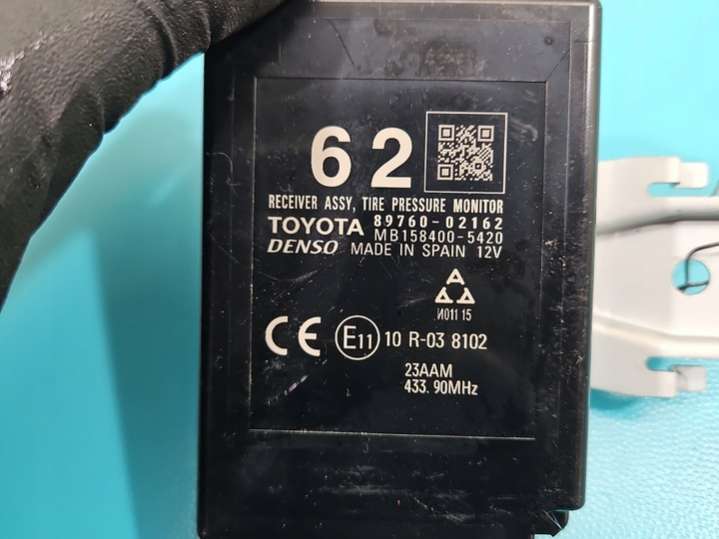 62
RECEIVER ASSY, TIRE PRESSURE MONITOR
TOYOTA 89760-02162
MB158400-5420
DENSO MADE IN SPAIN 12V
A
И011 15
CE E11 10 R-03 8102
23AAM
433.90MHz